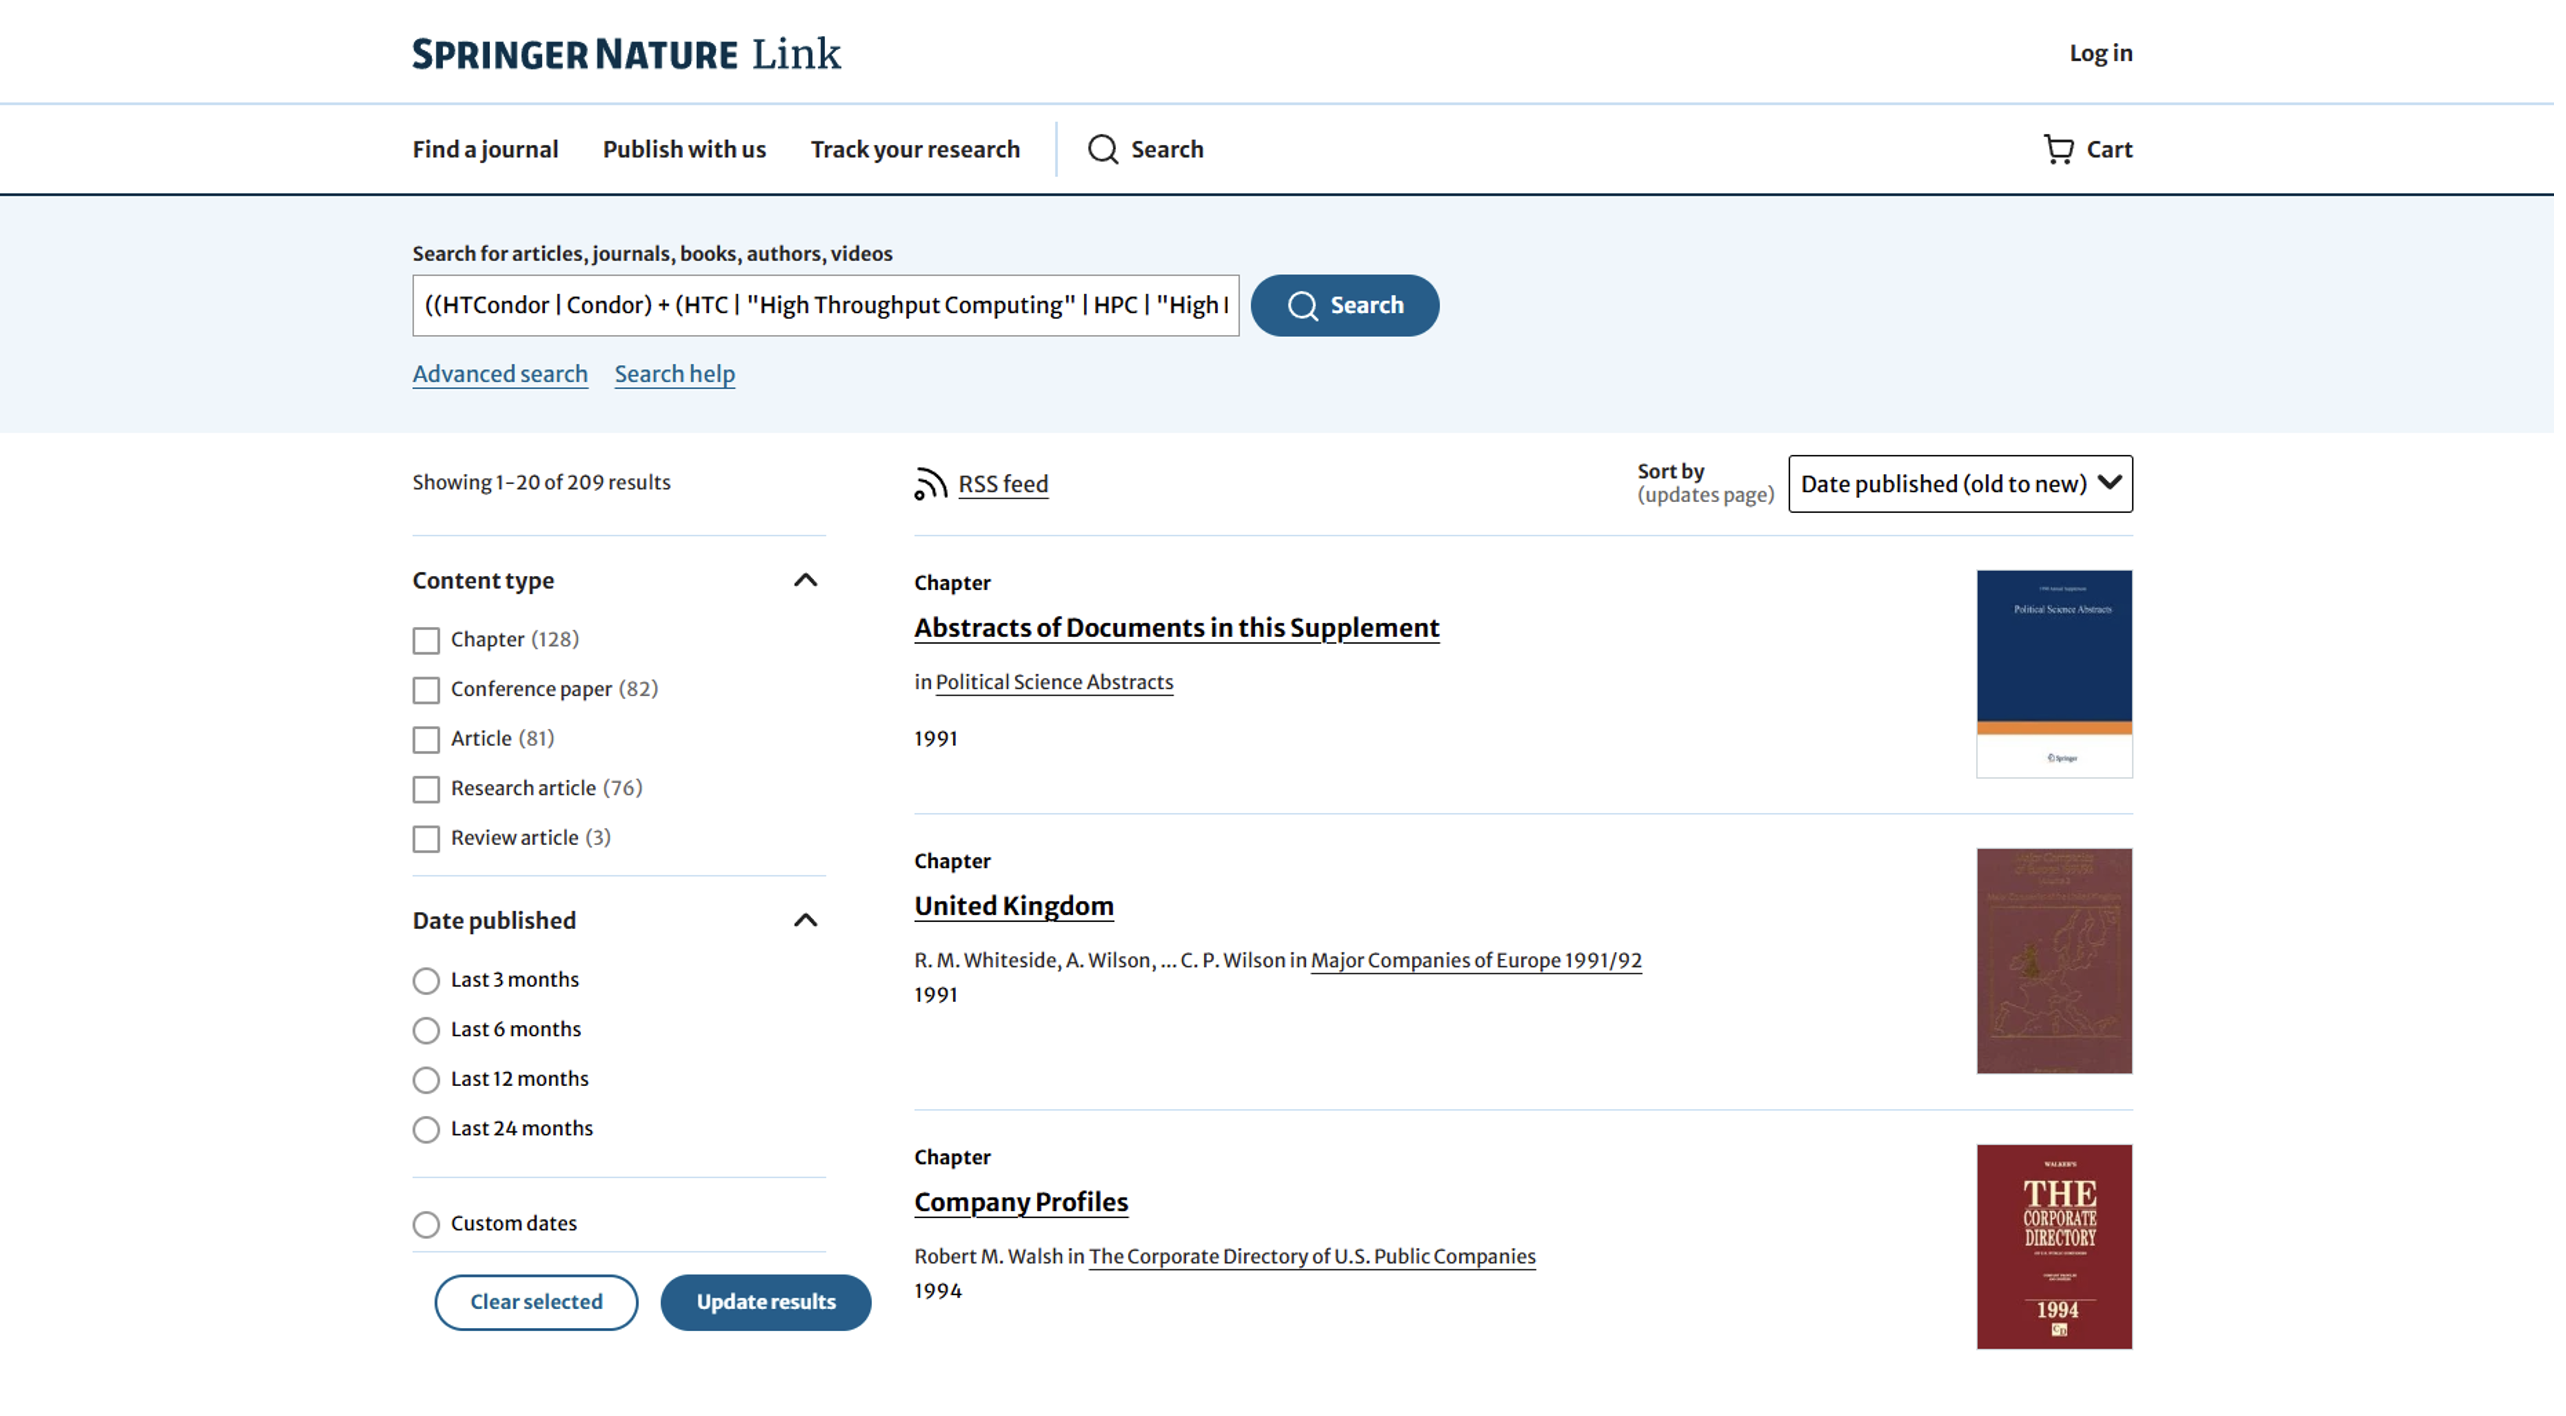 SPRINGER NATURE Link
Log in
Find a journal
Publish with us
Track your research
Search
Cart
Search for articles, journals, books, authors, videos
((HTCondor | Condor) + (HTC | "High Throughput Computing" | HPC | "High
Search
Advanced search
Search help
Showing 1-20 of 209 results
RSS feed
Sort by
(updates page)
Date published (old to new)
Content type
Chapter (128)
Conference paper (82)
Article (81)
Research article (76)
Review article (3)
Date published
Last 3 months
Last 6 months
Last 12 months
Last 24 months
Custom dates
Clear selected
Update results
Chapter
Abstracts of Documents in this Supplement
in Political Science Abstracts
1991
Political Science Abstracts
Springer
Chapter
United Kingdom
R. M. Whiteside, A. Wilson, ... C. P. Wilson in Major Companies of Europe 1991/92
1991
Chapter
Company Profiles
Robert M. Walsh in The Corporate Directory of U.S. Public Companies
1994
WALKER'S
THE
CORPORATE
DIRECTORY
1994